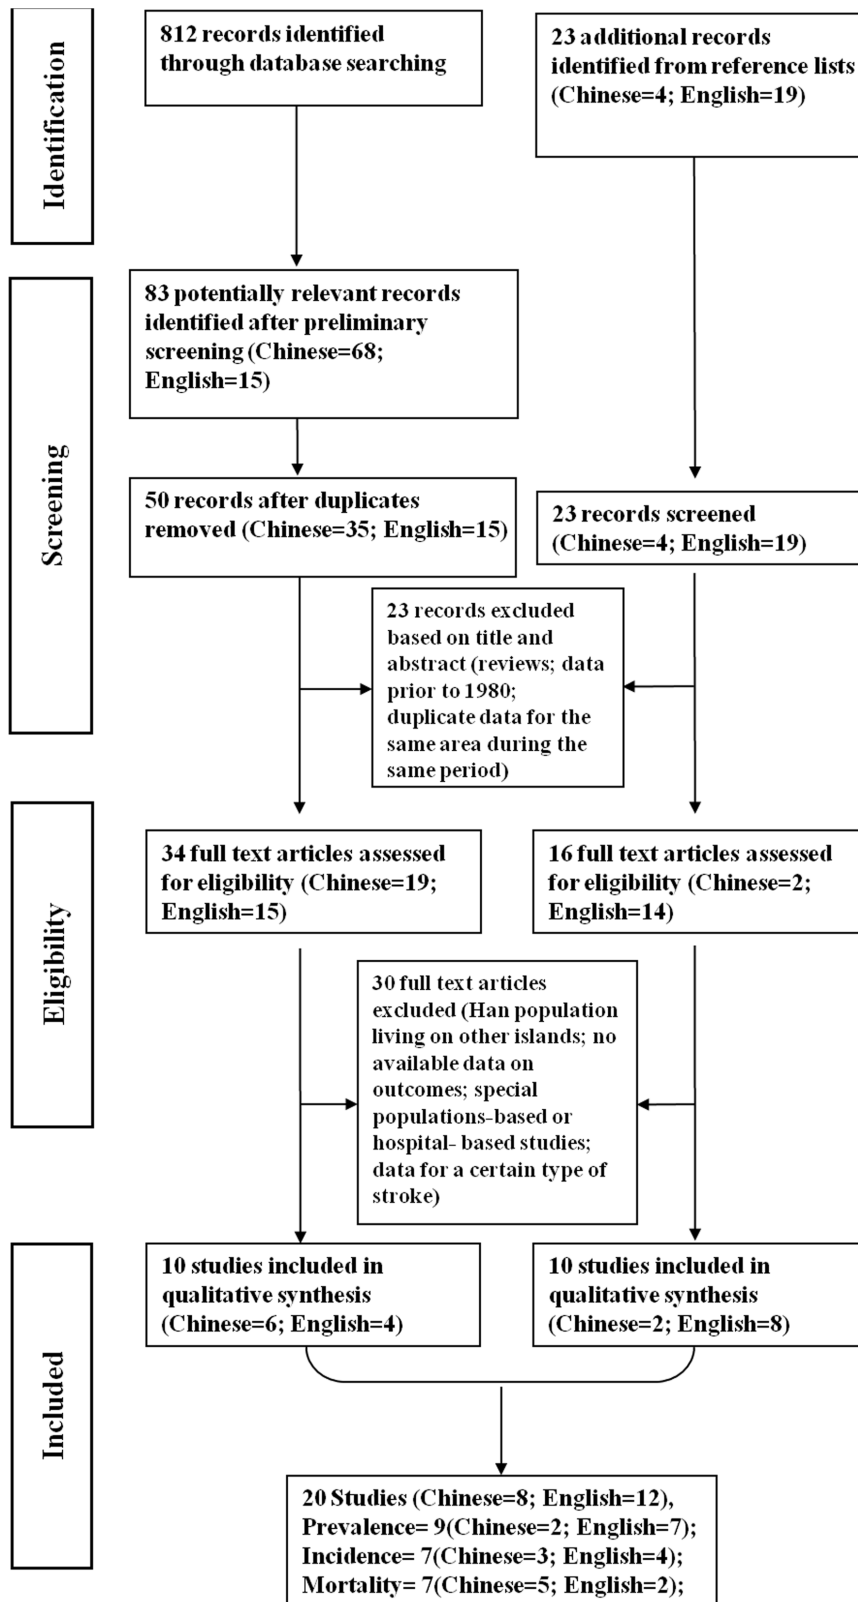 Identification
812 records identified
through database searching
23 additional records
identified from reference lists
(Chinese=4; English=19)
Screening
83 potentially relevant records
identified after preliminary
screening (Chinese=68;
English=15)
50 records after duplicates
removed (Chinese=35; English=15)
23 records screened
(Chinese=4; English=19)
23 records excluded
based on title and
abstract (reviews; data
prior to 1980;
duplicate data for the
same area during the
same period)
Eligibility
34 full text articles assessed
for eligibility (Chinese=19;
English=15)
16 full text articles assessed
for eligibility (Chinese=2;
English=14)
30 full text articles
excluded (Han population
living on other islands; no
available data on
outcomes; special
populations-based or
hospital- based studies;
data for a certain type of
stroke)
Included
10 studies included in
qualitative synthesis
(Chinese=6; English=4)
10 studies included in
qualitative synthesis
(Chinese=2; English=8)
20 Studies (Chinese=8; English=12),
Prevalence= 9(Chinese=2; English=7);
Incidence= 7(Chinese=3; English=4);
Mortality= 7(Chinese=5; English=2);